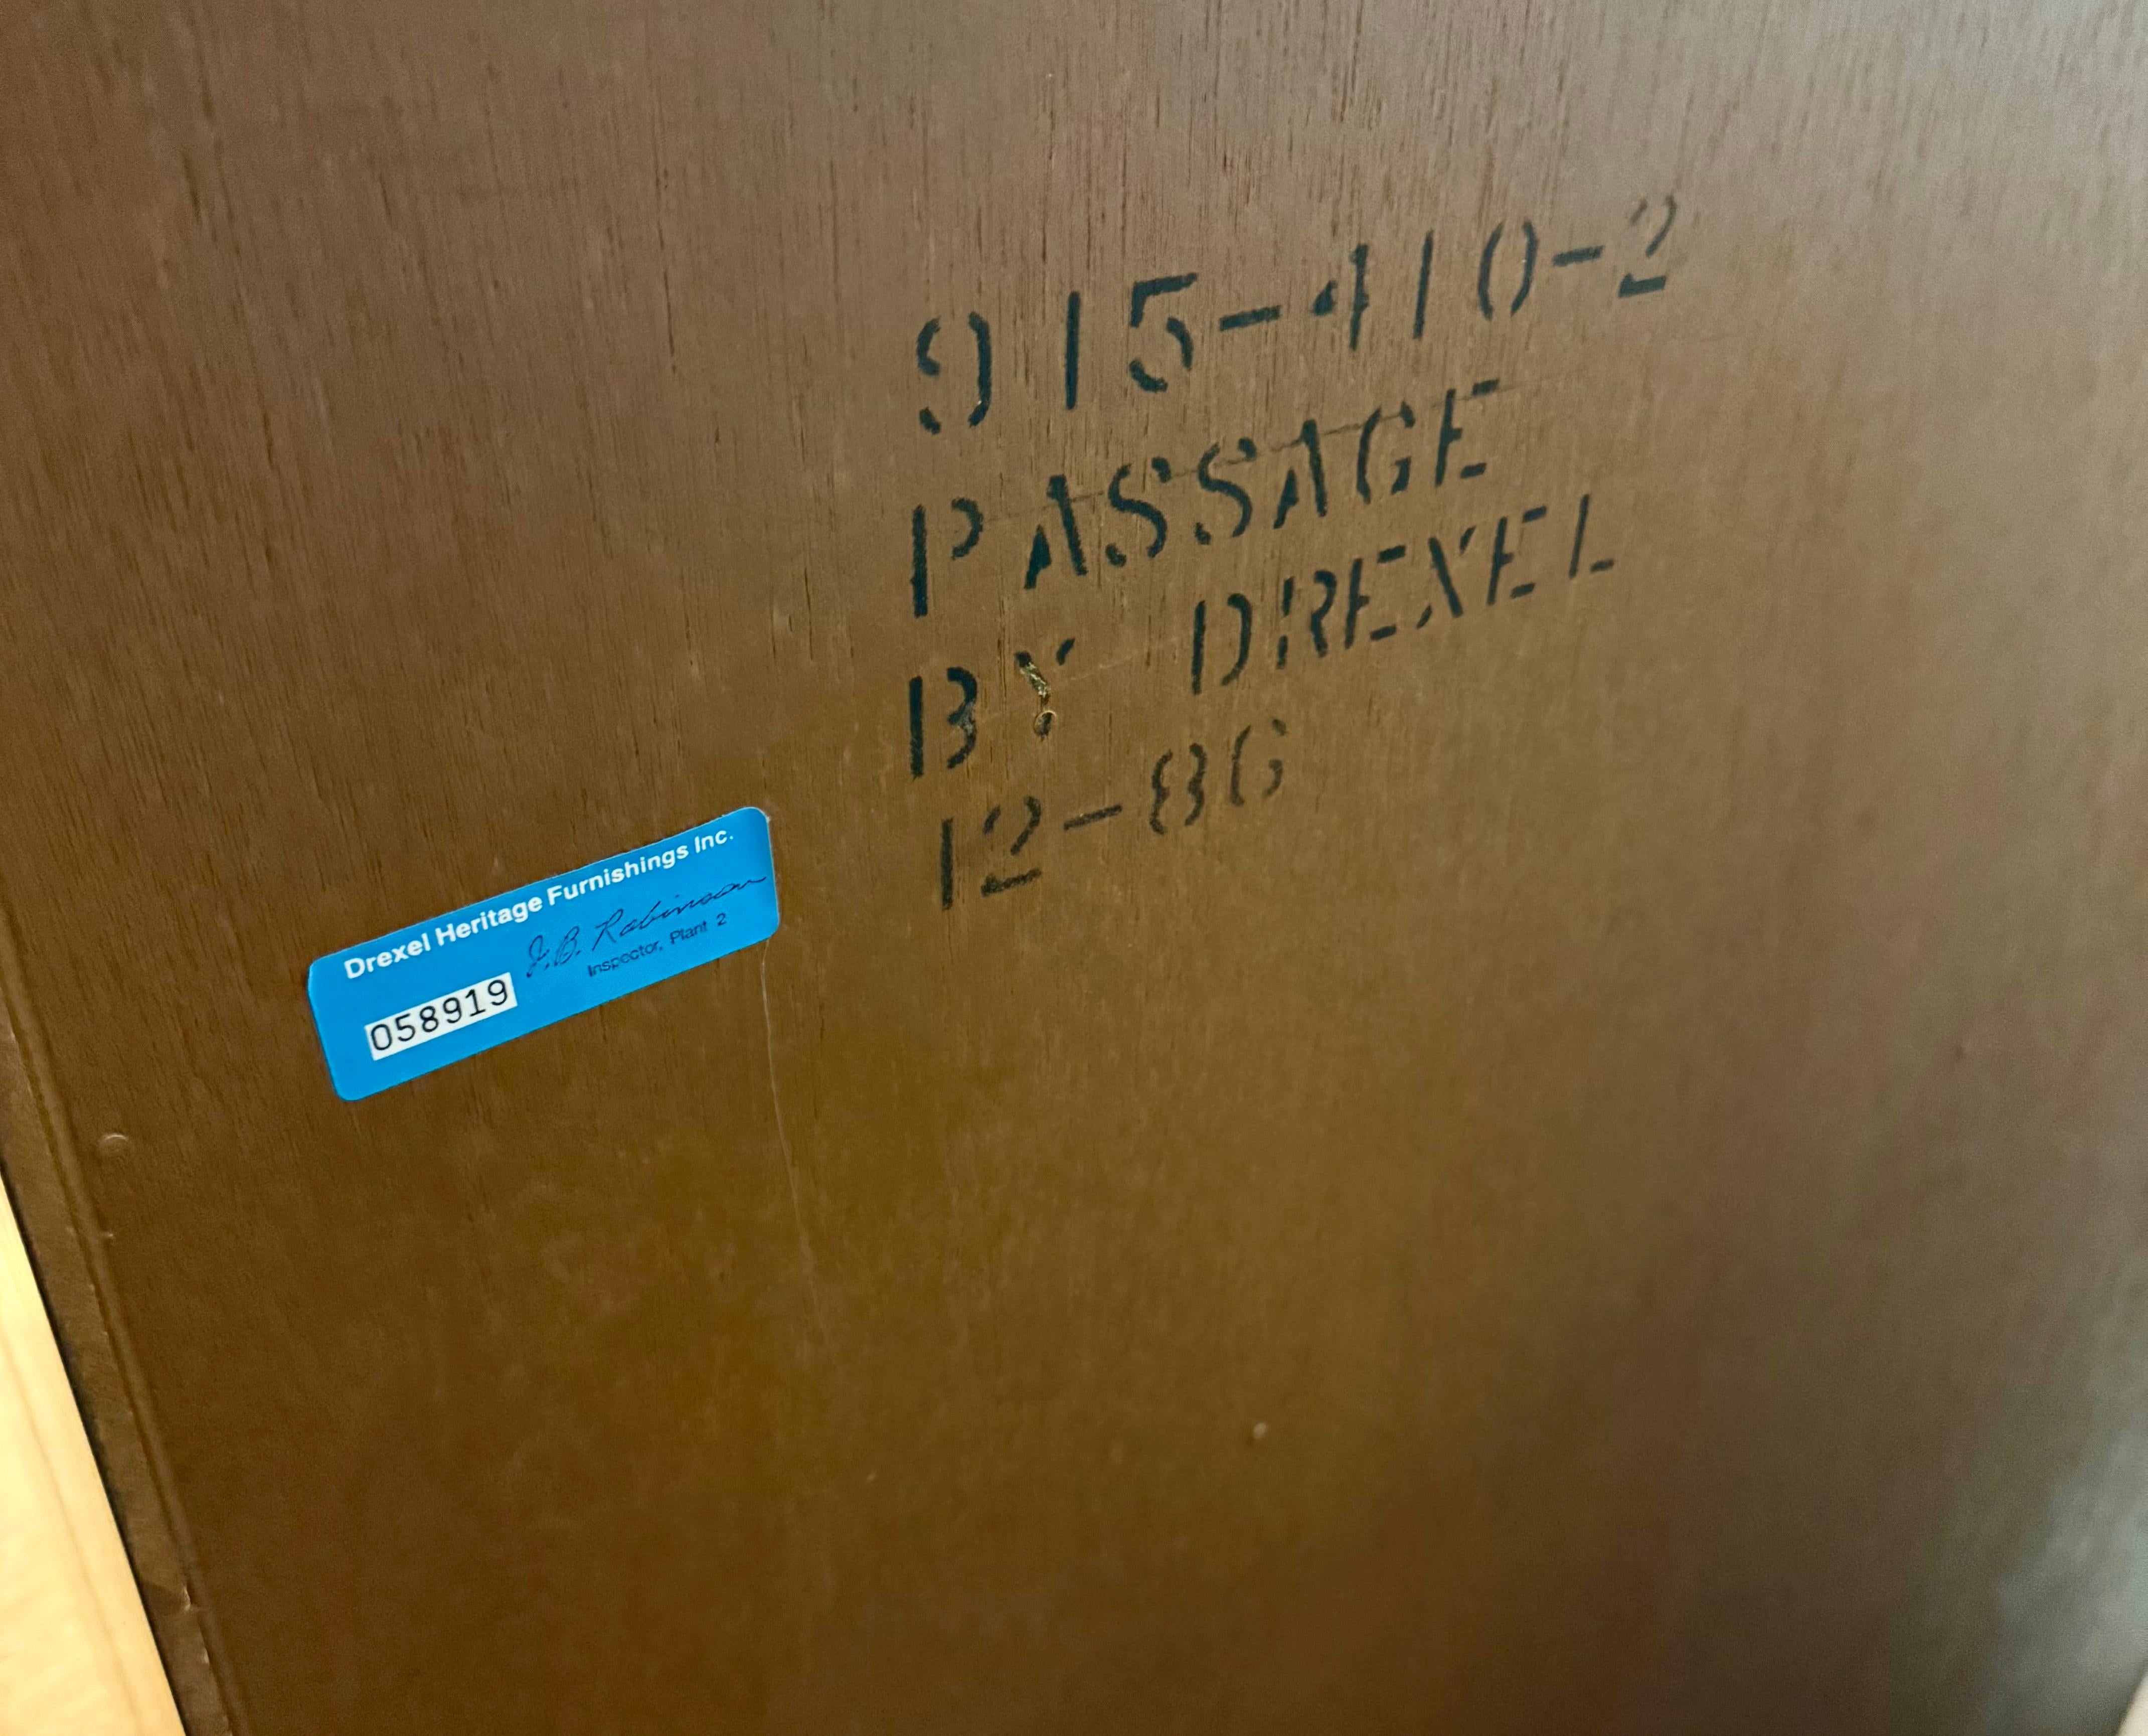 915-410-2
PASSAGE
BY DREXEL
12-86
Drexel Heritage Furnishings Inc.
J.B. Robinson
Inspector, Plant 2
058919